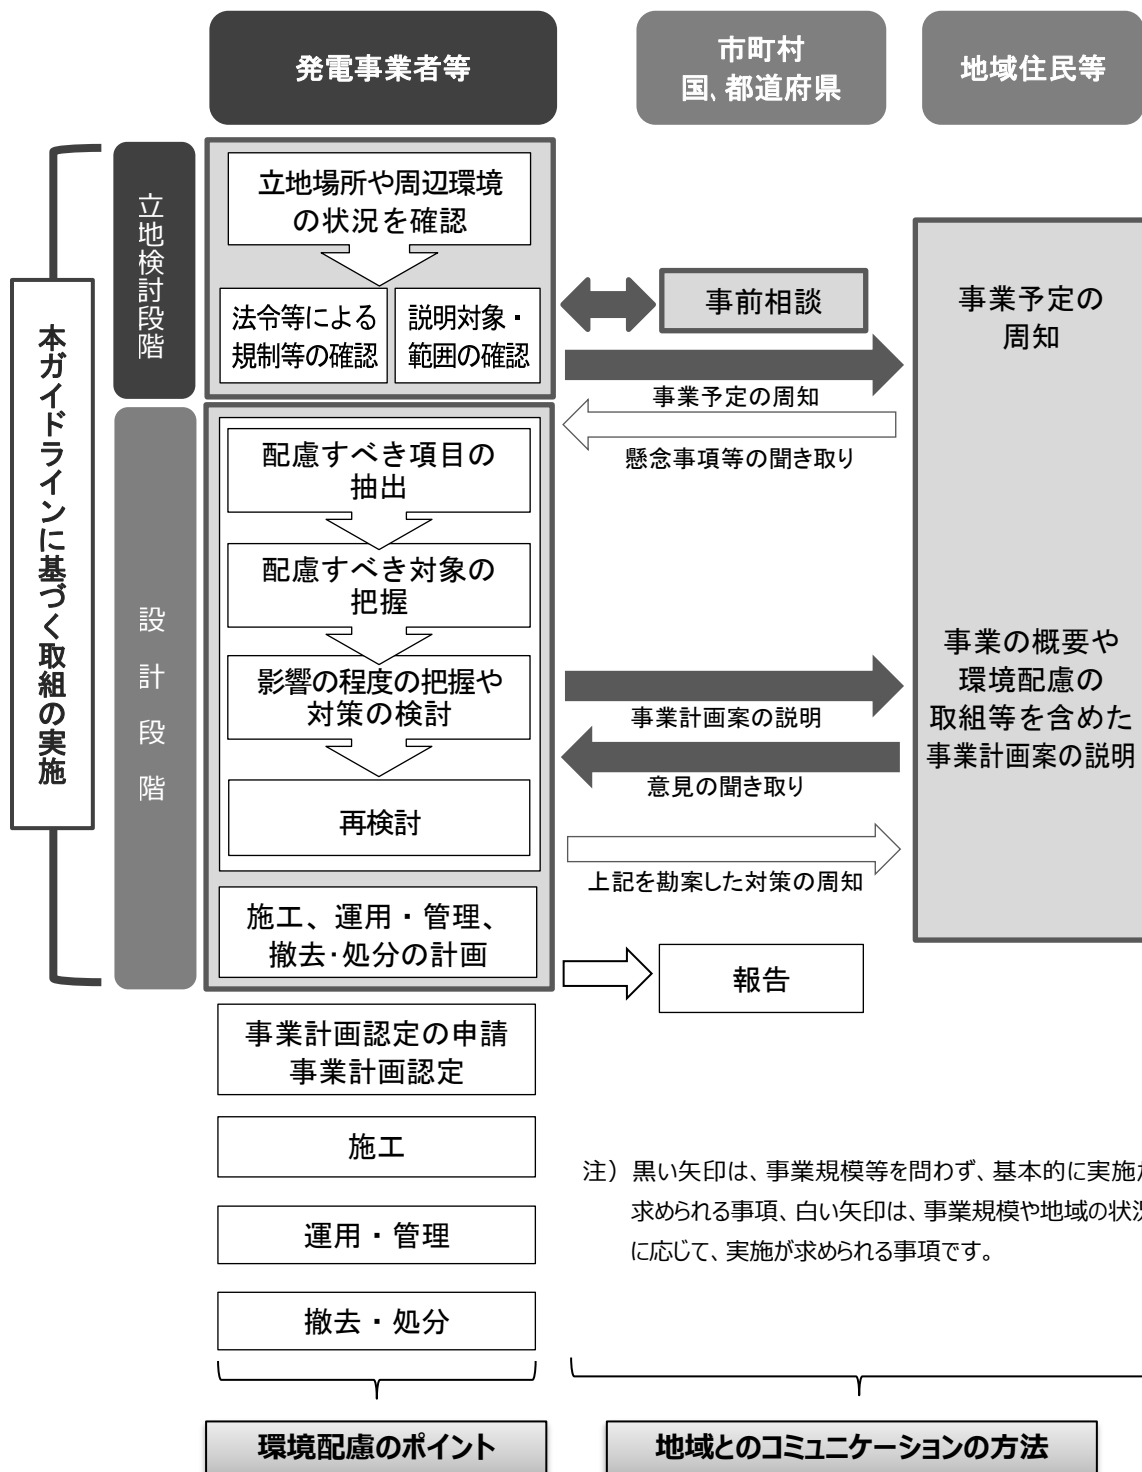 発電事業者等
市町村
国、都道府県
地域住民等
本ガイドラインに基づく取組の実施
立地検討段階
立地場所や周辺環境
の状況を確認
法令等による
規制等の確認
説明対象・
範囲の確認
事前相談
事業予定の
周知
事業予定の周知
懸念事項等の聞き取り
設計段階
配慮すべき項目の
抽出
配慮すべき対象の
把握
影響の程度の把握や
対策の検討
再検討
事業計画案の説明
意見の聞き取り
上記を勘案した対策の周知
事業の概要や
環境配慮の
取組等を含めた
事業計画案の説明
施工、運用・管理、
撤去・処分の計画
報告
事業計画認定の申請
事業計画認定
施工
運用・管理
撤去・処分
注）黒い矢印は、事業規模等を問わず、基本的に実施が
求められる事項、白い矢印は、事業規模や地域の状況
に応じて、実施が求められる事項です。
環境配慮のポイント
地域とのコミュニケーションの方法